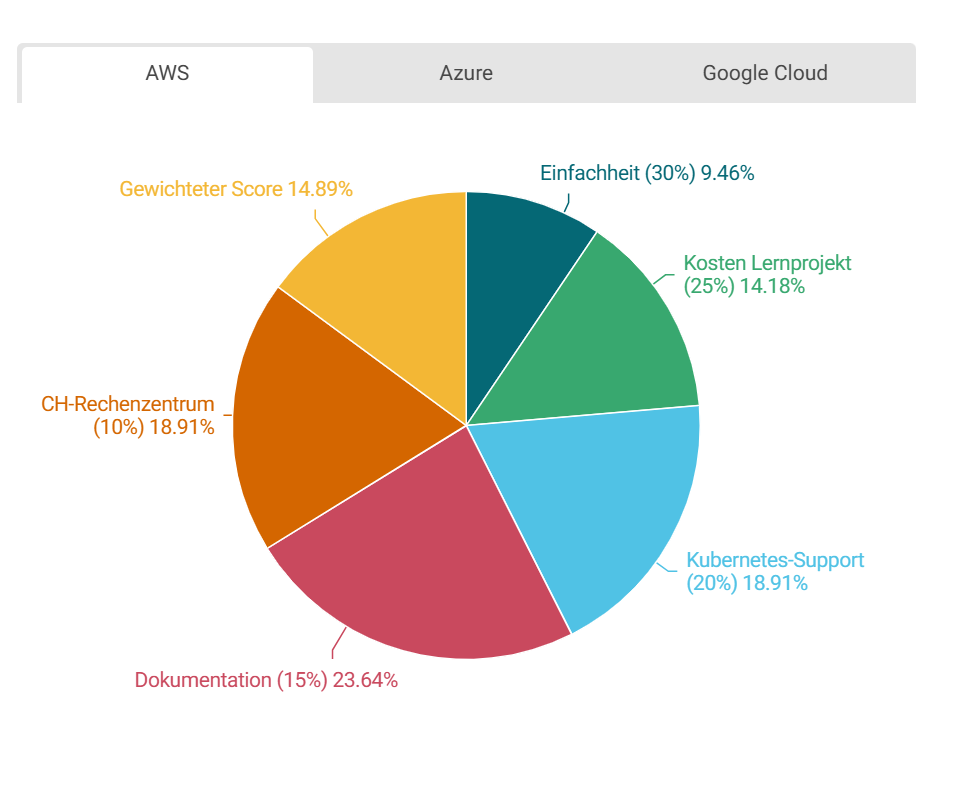 AWS
Azure
Google Cloud
Einfachheit (30%) 9.46%
Gewichteter Score 14.89%
Kosten Lernprojekt
(25%) 14.18%
CH-Rechenzentrum
(10%) 18.91%
Kubernetes-Support
(20%) 18.91%
Dokumentation (15%) 23.64%